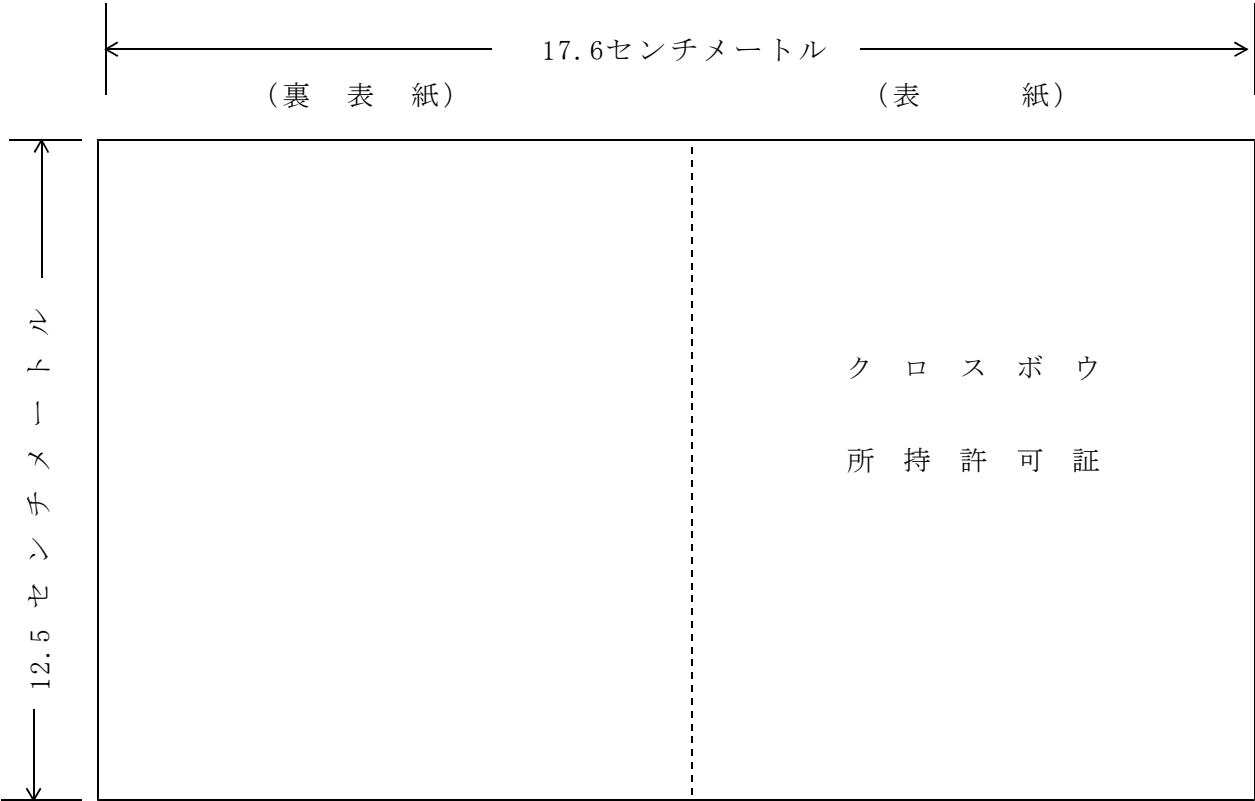 17.6センチメートル
（裏　表　紙）
（表　　　紙）
12.5センチメートル
クロスボウ
所持許可証